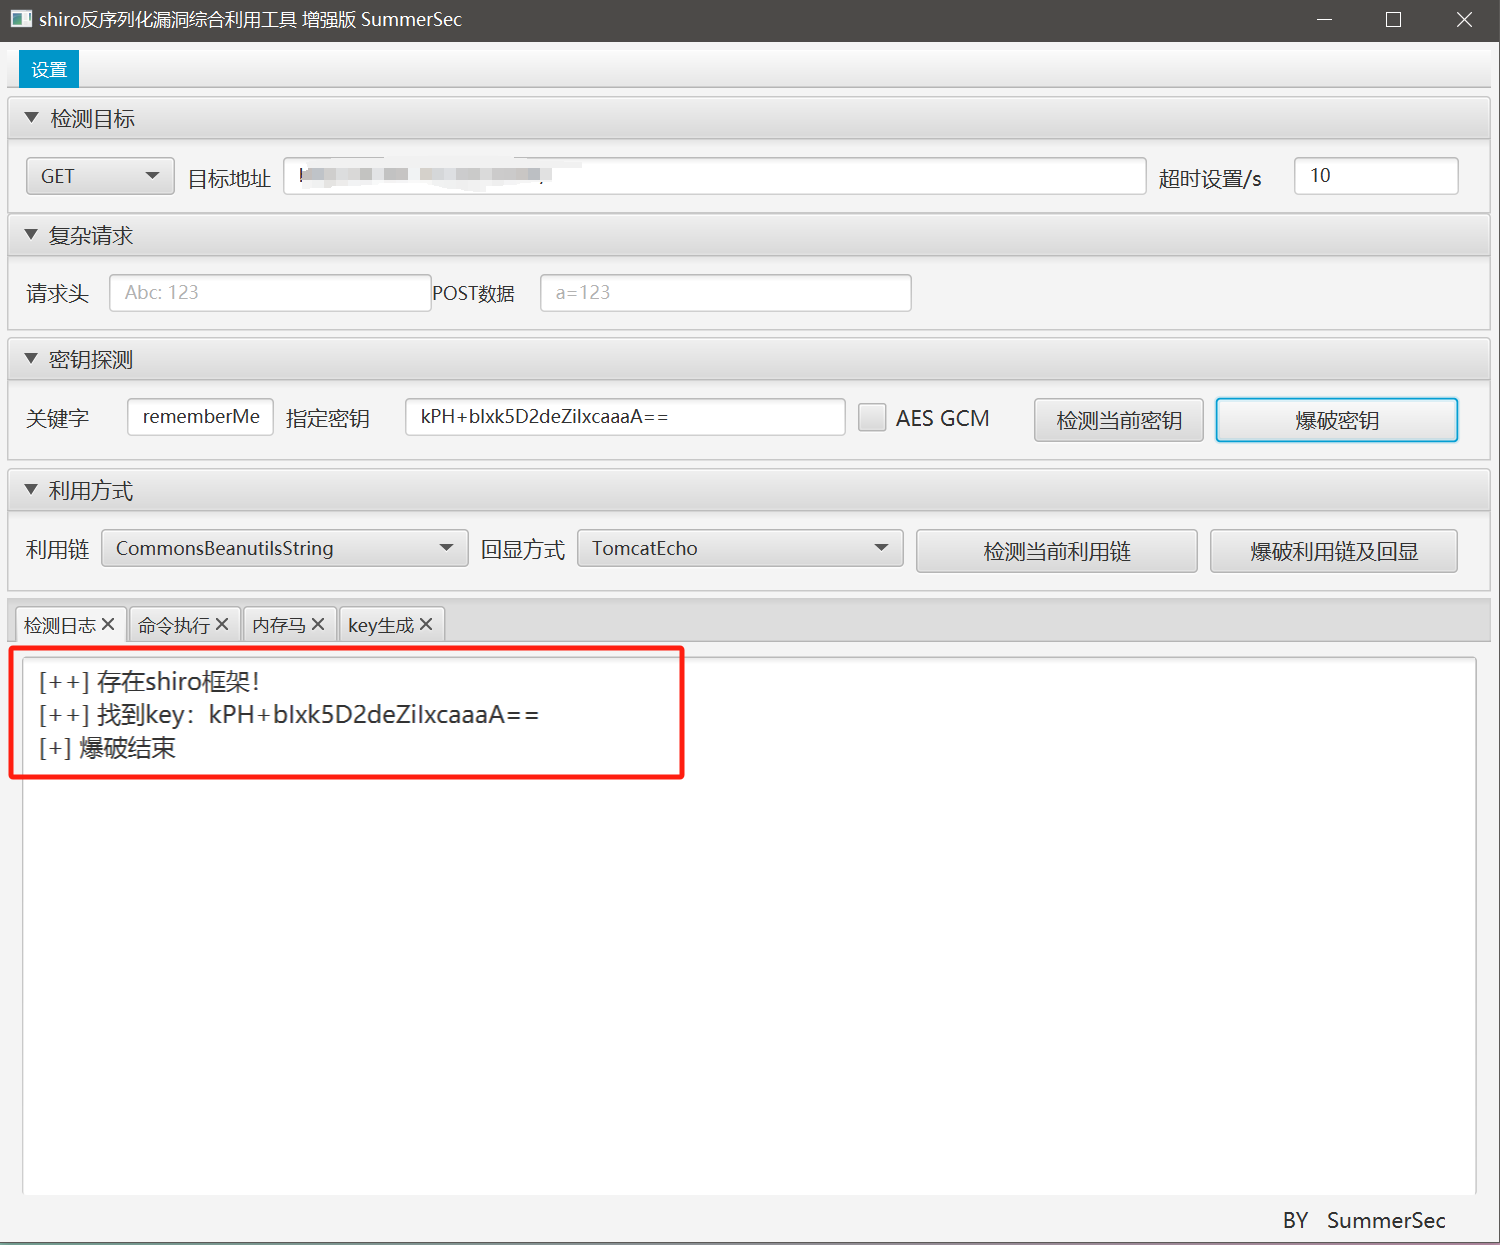 shiro反序列化漏洞综合利用工具 增强版 SummerSec
设置
检测目标
GET 目标地址 超时设置/s 10
复杂请求
请求头 Abc: 123 POST数据 a=123
密钥探测
关键字 rememberMe 指定密钥 kPH+bIxk5D2deZiIxcaaaA== AES GCM 检测当前密钥 爆破密钥
利用方式
利用链 CommonsBeanutilsString 回显方式 TomcatEcho 检测当前利用链 爆破利用链及回显
检测日志 命令执行 内存马 key生成
[++] 存在shiro框架！
[++] 找到key：kPH+bIxk5D2deZiIxcaaaA==
[+] 爆破结束
BY SummerSec